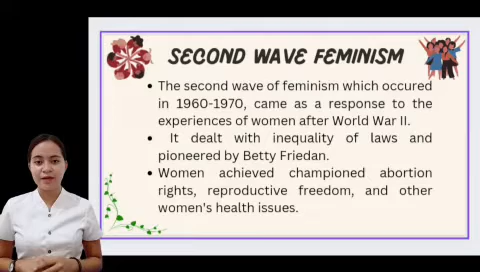 SECOND WAVE FEMINISM
• The second wave of feminism which occured
in 1960-1970, came as a response to the
experiences of women after World War II.
• It dealt with inequality of laws and
pioneered by Betty Friedan.
• Women achieved championed abortion
rights, reproductive freedom, and other
women's health issues.